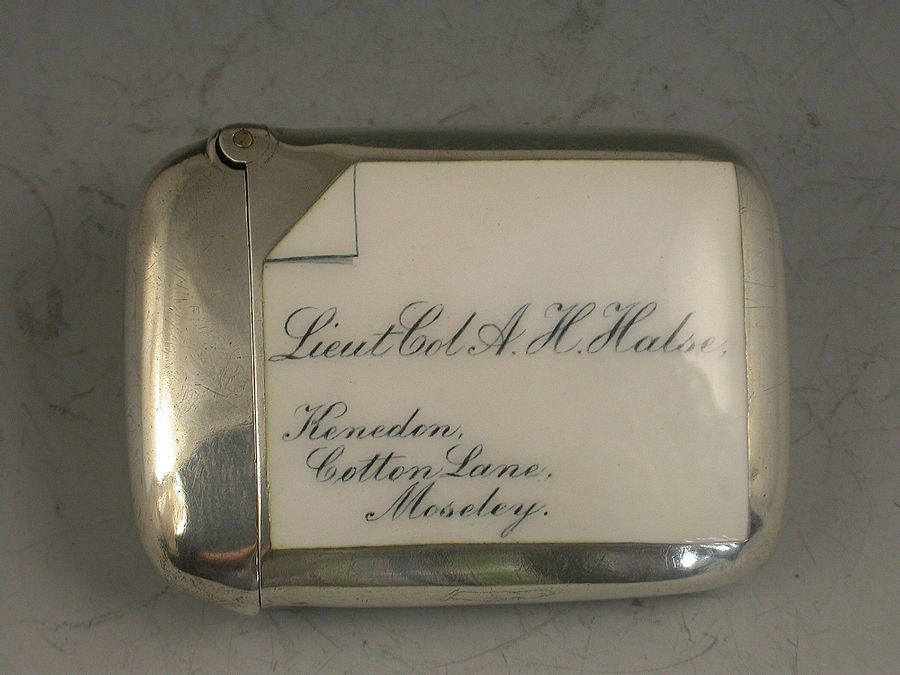 Lieut Col A. H. Halse,
Kenedon,
Cotton Lane,
Moseley.